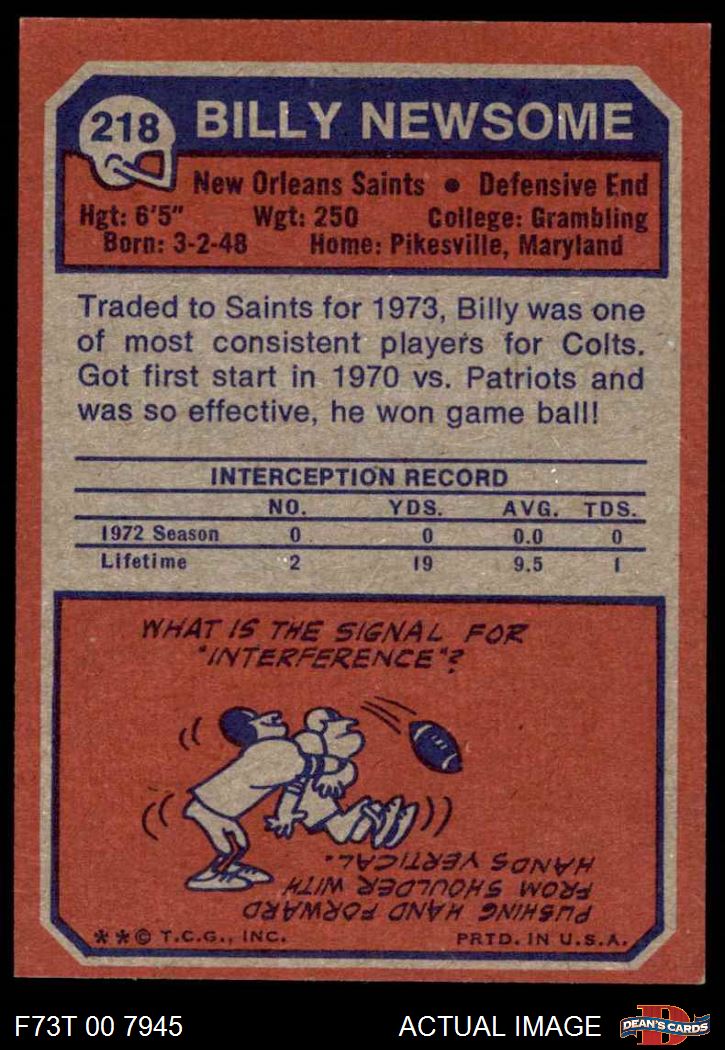 218 BILLY NEWSOME
New Orleans Saints • Defensive End
Hgt: 6'5" Wgt: 250 College: Grambling
Born: 3-2-48 Home: Pikesville, Maryland
Traded to Saints for 1973, Billy was one
of most consistent players for Colts.
Got first start in 1970 vs. Patriots and
was so effective, he won game ball!
INTERCEPTION RECORD
NO. YDS. AVG. TDS.
1972 Season 0 0 0.0 0
Lifetime 2 19 9.5 1
WHAT IS THE SIGNAL FOR
"INTERFERENCE"?
PUSHING HAND FORWARD
FROM SHOULDER WITH
HANDS VERTICAL.
**© T.C.G., INC. PRTD. IN U.S.A.
F73T 00 7945 ACTUAL IMAGE D DEAN'S CARDS